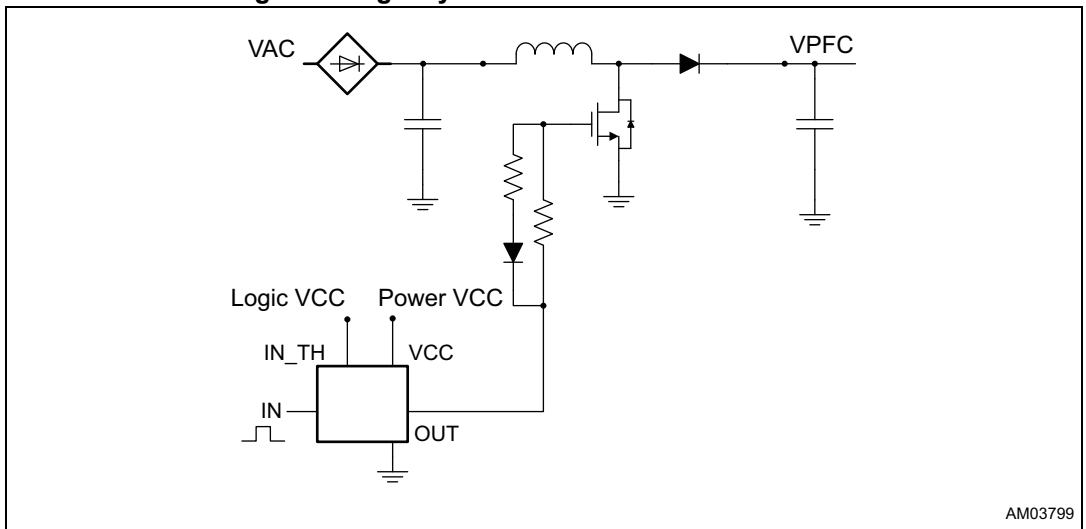 VAC
VPFC
Logic VCC
Power VCC
IN_TH
VCC
IN
OUT
AM03799